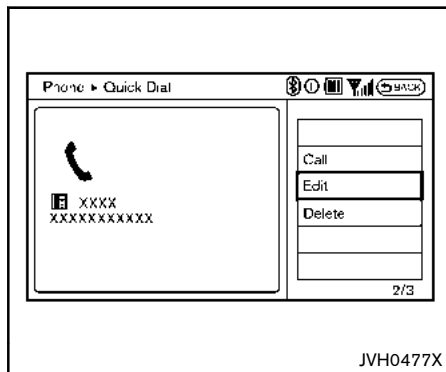 Phone ▸ Quick Dial BACK
Call
XXXX
Edit
XXXXXXXXXXX
Delete
2/3
JVH0477X